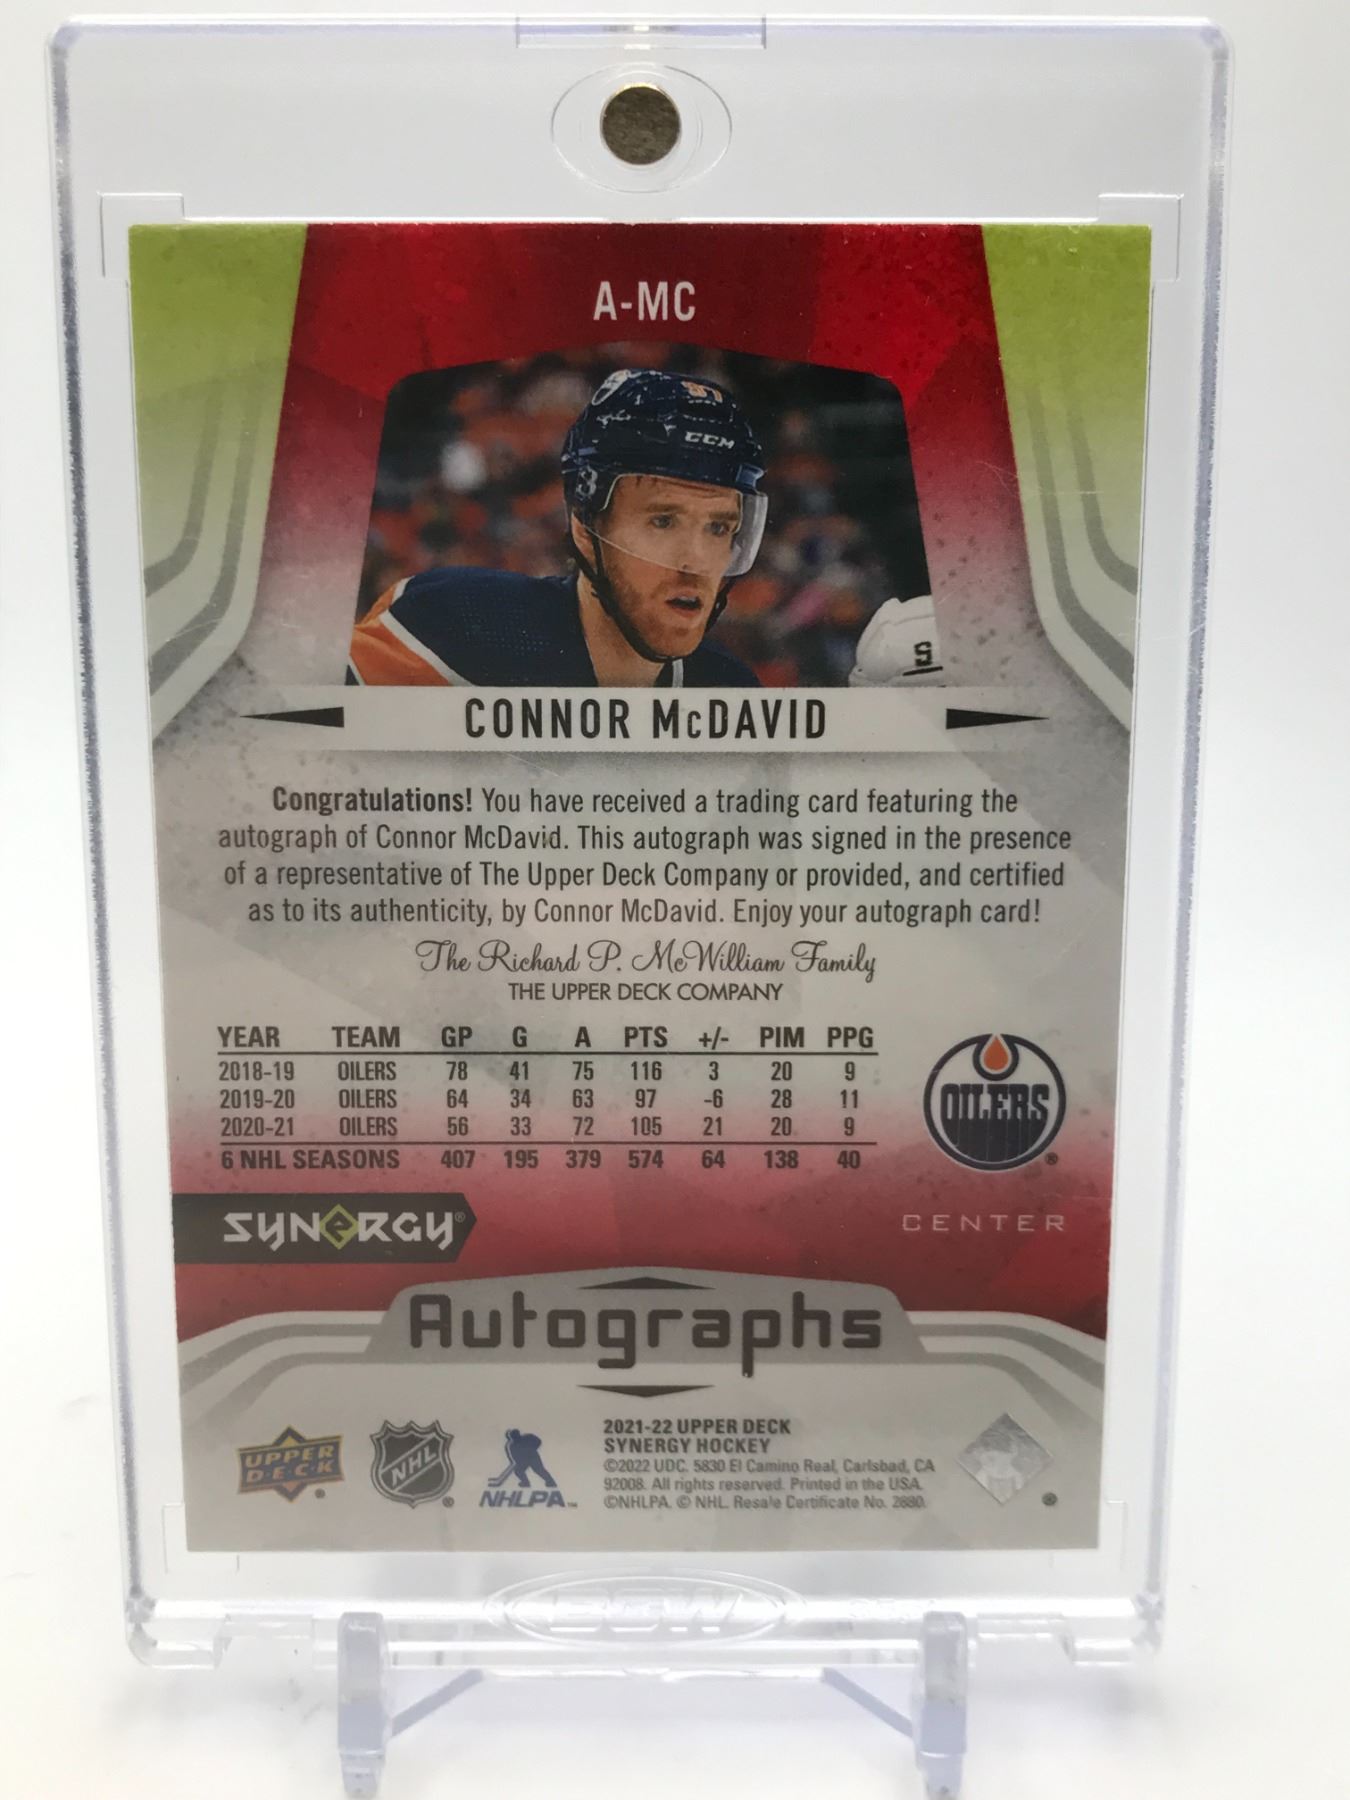 A-MC
97
CCM
S
CONNOR McDAVID
Congratulations! You have received a trading card featuring the
autograph of Connor McDavid. This autograph was signed in the presence
of a representative of The Upper Deck Company or provided, and certified
as to its authenticity, by Connor McDavid. Enjoy your autograph card!
The Richard P. McWilliam Family
THE UPPER DECK COMPANY
YEAR TEAM GP G A PTS +/- PIM PPG
2018-19 OILERS 78 41 75 116 3 20 9
2019-20 OILERS 64 34 63 97 -6 28 11
2020-21 OILERS 56 33 72 105 21 20 9
6 NHL SEASONS 407 195 379 574 64 138 40
OILERS ®
SYNERGY®
CENTER
Autographs
UPPER
DECK ®
NHL ®
NHLPA™
2021-22 UPPER DECK
SYNERGY HOCKEY
©2022 UDC. 5830 El Camino Real, Carlsbad, CA
92008. All rights reserved. Printed in the USA.
©NHLPA. © NHL. Resale Certificate No. 2880.
®
BCW